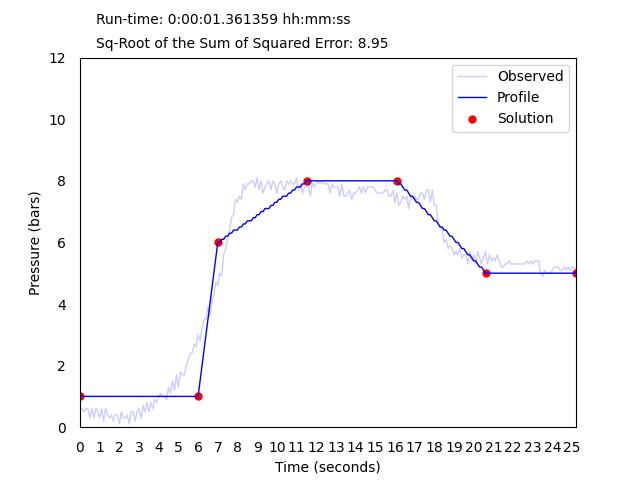 Run-time: 0:00:01.361359 hh:mm:ss
Sq-Root of the Sum of Squared Error: 8.95
12
10
8
6
4
2
0
Pressure (bars)
Observed
Profile
Solution
0 1 2 3 4 5 6 7 8 9 10 11 12 13 14 15 16 17 18 19 20 21 22 23 24 25
Time (seconds)